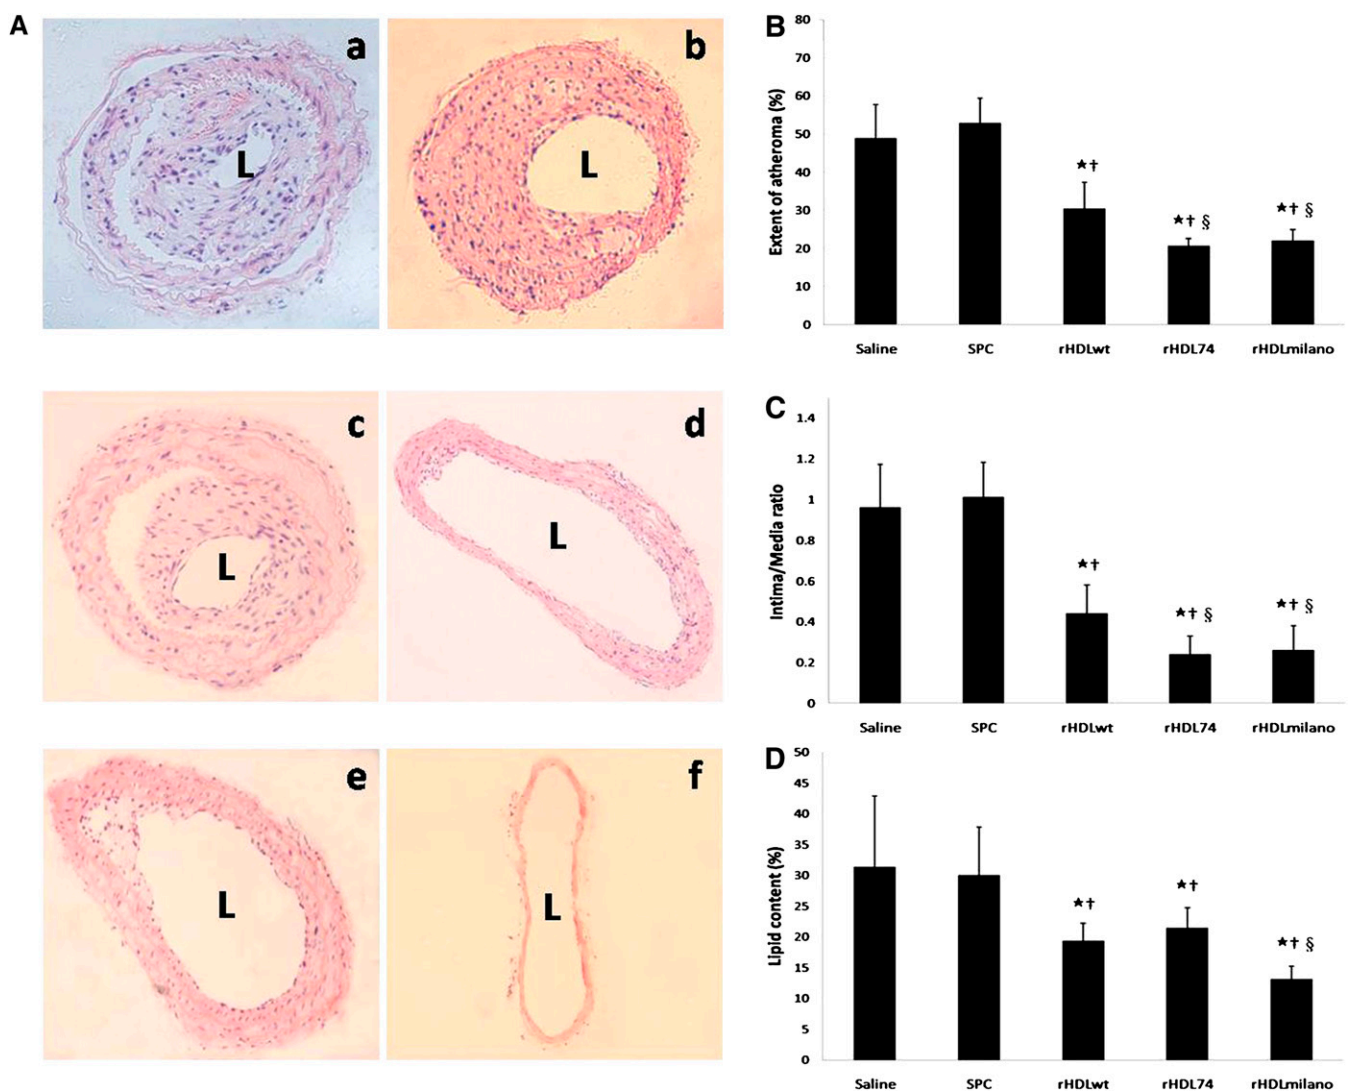 A
a
L
b
L
c
L
d
L
e
L
f
L
B
Extent of atheroma (%)
80
70
60
50
40
30
20
10
0
★†
★† §
★† §
Saline SPC rHDLwt rHDL74 rHDLmilano
C
Intima/Media ratio
1.4
1.2
1
0.8
0.6
0.4
0.2
0
★†
★† §
★† §
Saline SPC rHDLwt rHDL74 rHDLmilano
D
Lipid content (%)
50
45
40
35
30
25
20
15
10
5
0
★†
★†
★† §
Saline SPC rHDLwt rHDL74 rHDLmilano